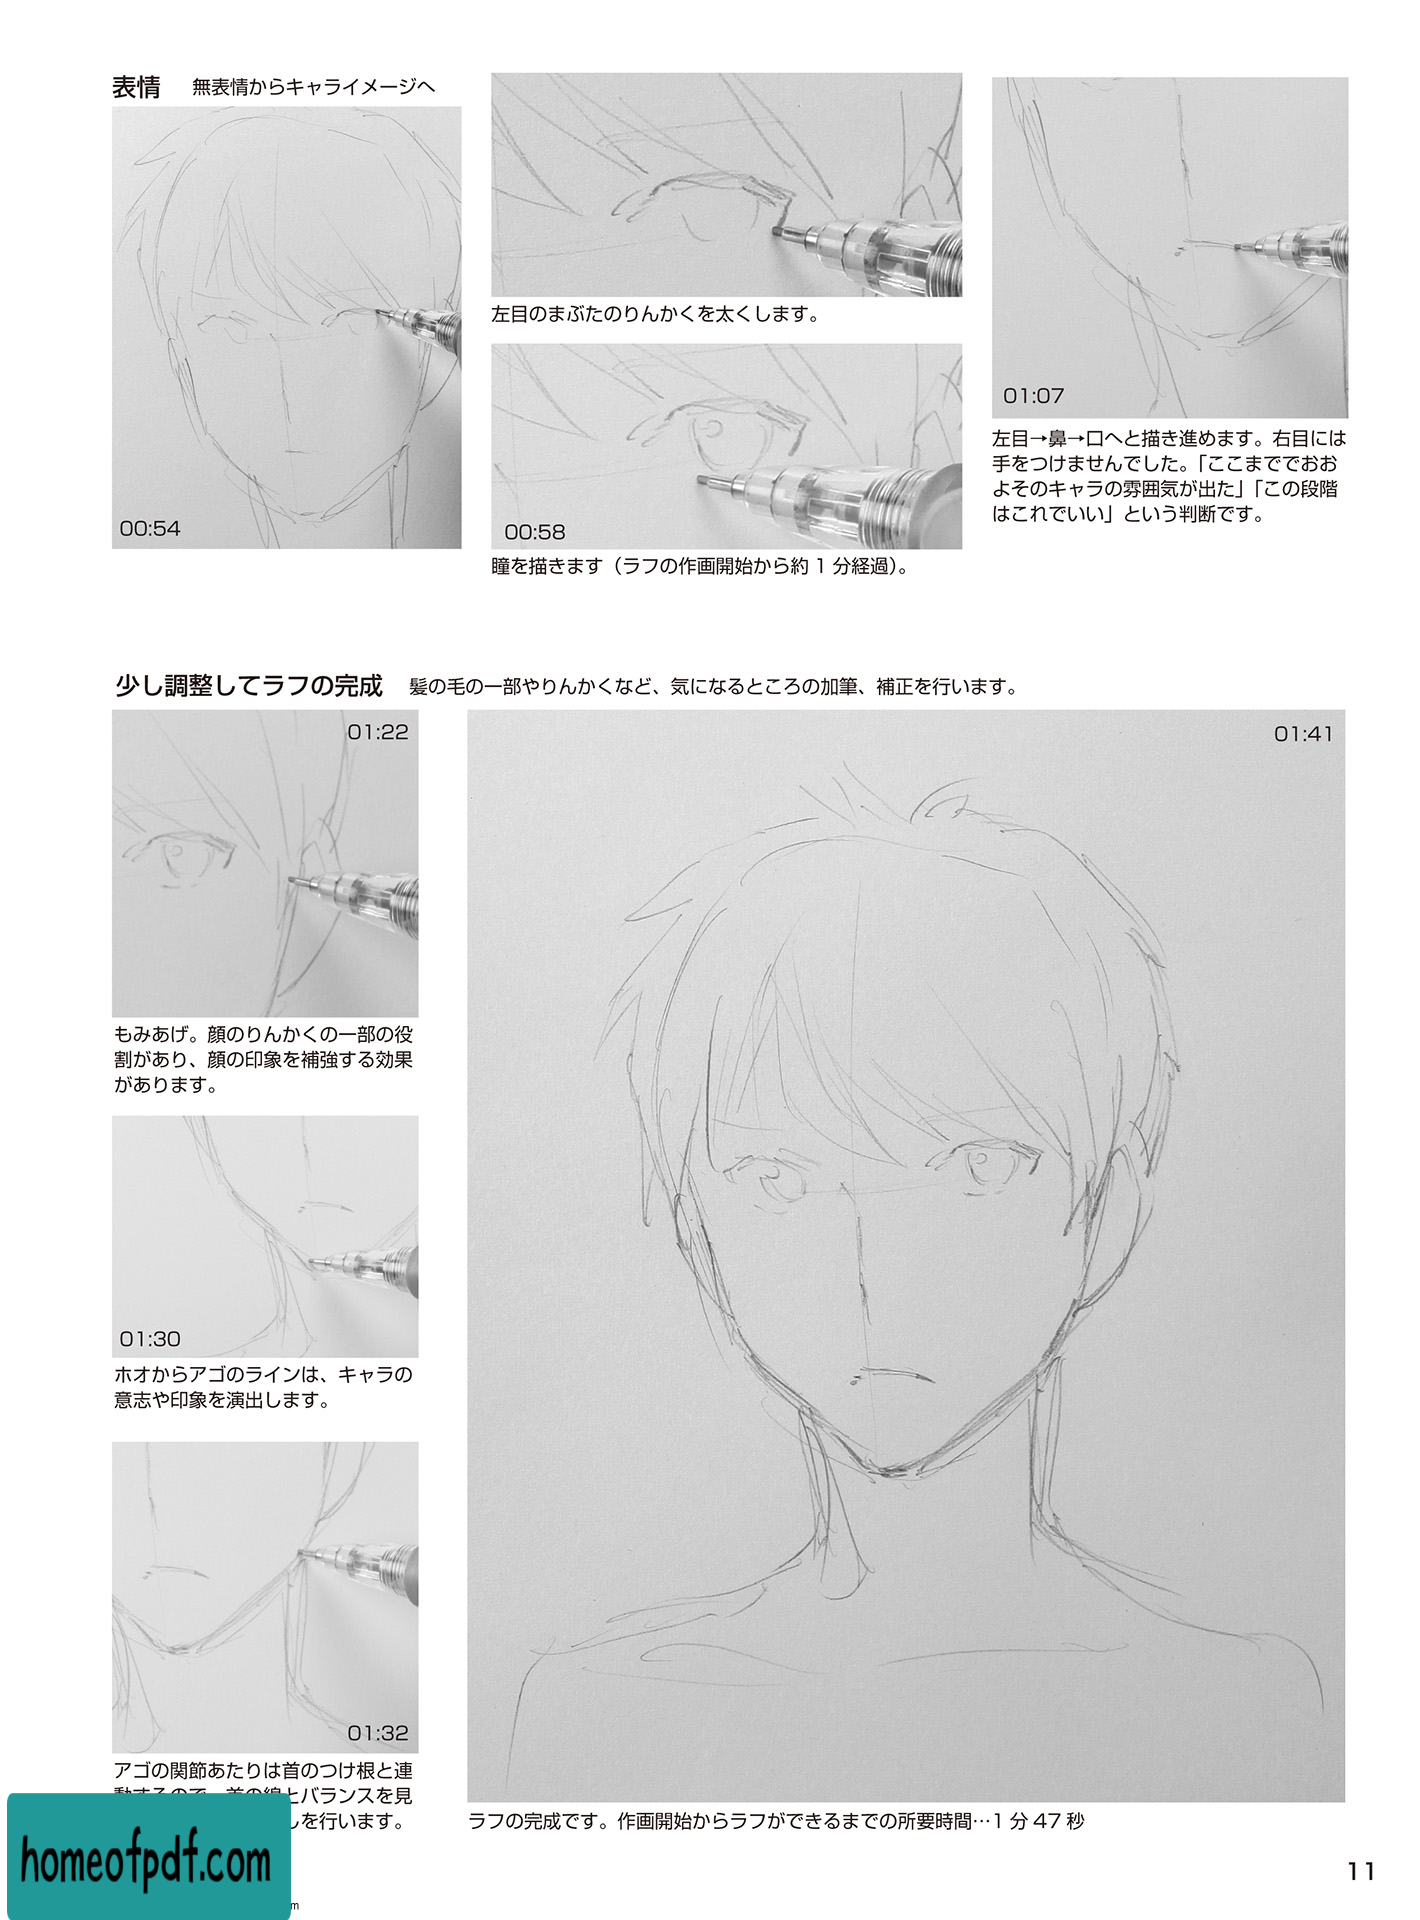 表情　無表情からキャライメージへ
00:54
左目のまぶたのりんかくを太くします。
00:58
瞳を描きます（ラフの作画開始から約 1 分経過）。
01:07
左目→鼻→口へと描き進めます。右目には
手をつけませんでした。「ここまででおお
よそのキャラの雰囲気が出た」「この段階
はこれでいい」という判断です。
少し調整してラフの完成　髪の毛の一部やりんかくなど、気になるところの加筆、補正を行います。
01:22
もみあげ。顔のりんかくの一部の役
割があり、顔の印象を補強する効果
があります。
01:30
ホオからアゴのラインは、キャラの
意志や印象を演出します。
01:32
アゴの関節あたりは首のつけ根と連
とバランスを見
を行います。
01:41
ラフの完成です。作画開始からラフができるまでの所要時間…1 分 47 秒
homeofpdf.com
m
11